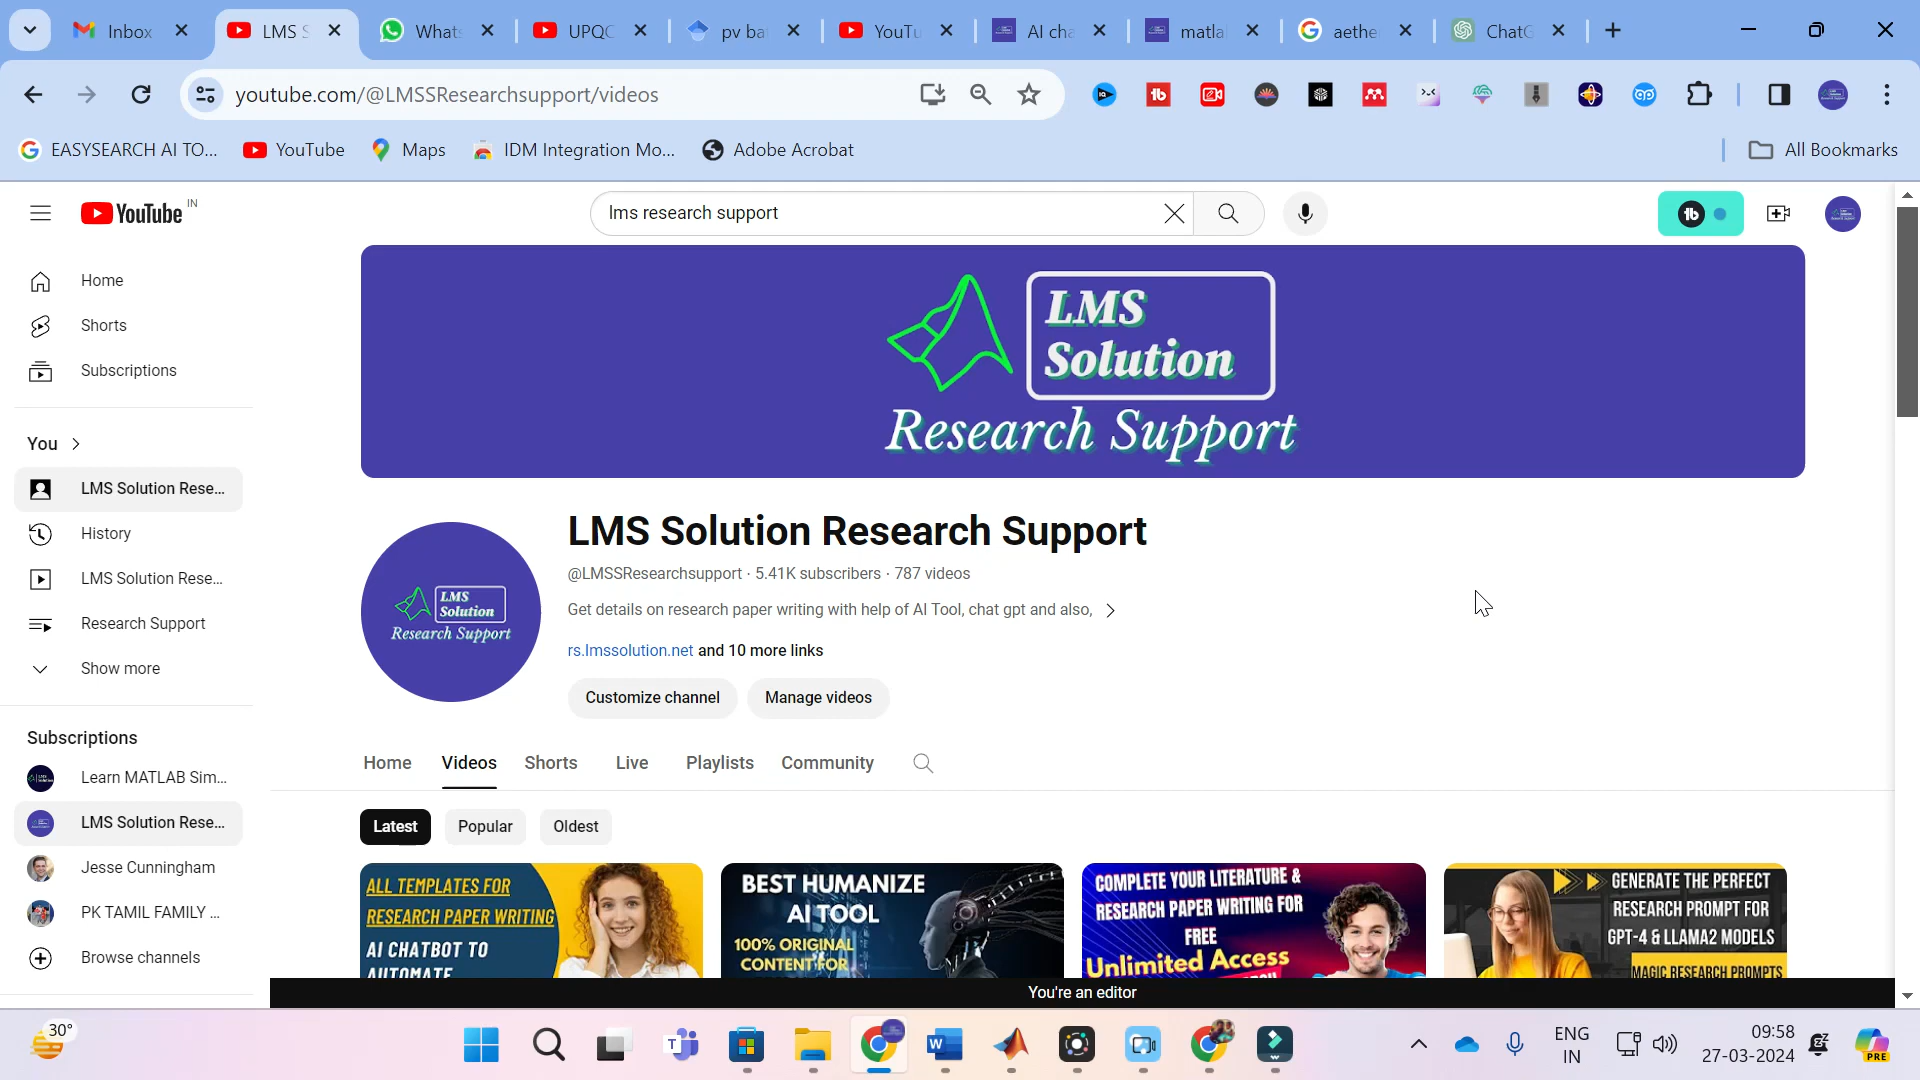 Inbox
LMS S
What
UPQC
pv ba
YouTu
AI cha
matla
aethe
ChatG
youtube.com/@LMSSResearchsupport/videos
EASYSEARCH AI TO...
YouTube
Maps
IDM Integration Mo...
Adobe Acrobat
All Bookmarks
YouTube IN
lms research support
Home
Shorts
Subscriptions
You
LMS Solution Rese...
History
LMS Solution Rese...
Research Support
Show more
Subscriptions
Learn MATLAB Sim...
LMS Solution Rese...
Jesse Cunningham
PK TAMIL FAMILY ...
Browse channels
LMS
Solution
Research Support
LMS
Solution
Research Support
LMS Solution Research Support
@LMSSResearchsupport · 5.41K subscribers · 787 videos
Get details on research paper writing with help of AI Tool, chat gpt and also,
rs.lmssolution.net and 10 more links
Customize channel
Manage videos
Home
Videos
Shorts
Live
Playlists
Community
Latest
Popular
Oldest
ALL TEMPLATES FOR
RESEARCH PAPER WRITING
AI CHATBOT TO
AUTOMATE
BEST HUMANIZE
AI TOOL
100% ORIGINAL
CONTENT FOR
COMPLETE YOUR LITERATURE &
RESEARCH PAPER WRITING FOR
FREE
Unlimited Access
GENERATE THE PERFECT
RESEARCH PROMPT FOR
GPT-4 & LLAMA2 MODELS
MAGIC RESEARCH PROMPTS
You're an editor
30°
ENG
IN
09:58
27-03-2024
PRE